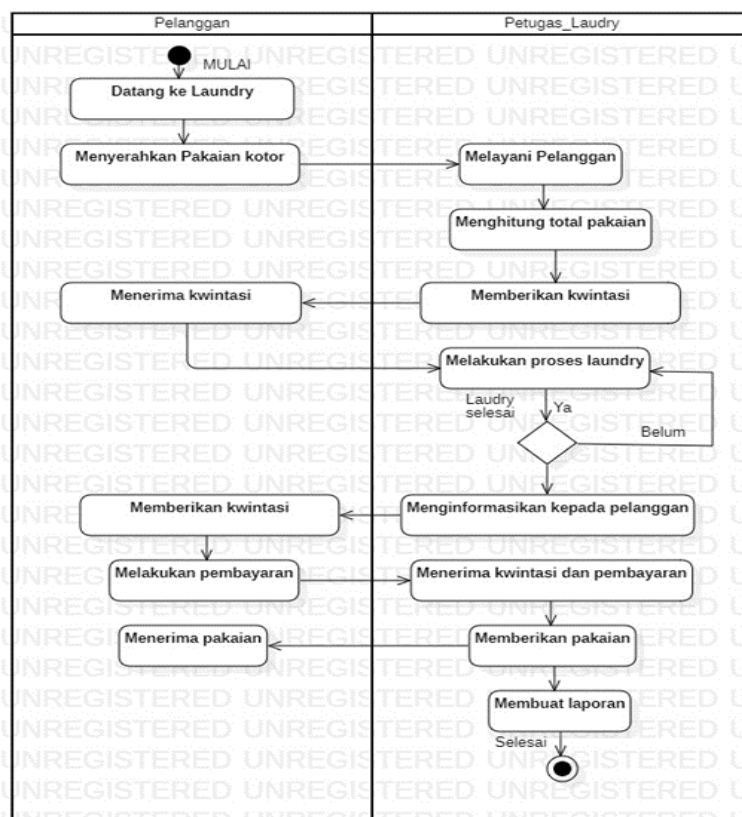 Pelanggan
Petugas_Laudry
MULAI
Datang ke Laundry
Menyerahkan Pakaian kotor
Melayani Pelanggan
Menghitung total pakaian
Menerima kwintasi
Memberikan kwintasi
Melakukan proses laundry
Laudry
selesai
Ya
Belum
Memberikan kwintasi
Menginformasikan kepada pelanggan
Melakukan pembayaran
Menerima kwintasi dan pembayaran
Menerima pakaian
Memberikan pakaian
Membuat laporan
Selesai
UNREGISTERED